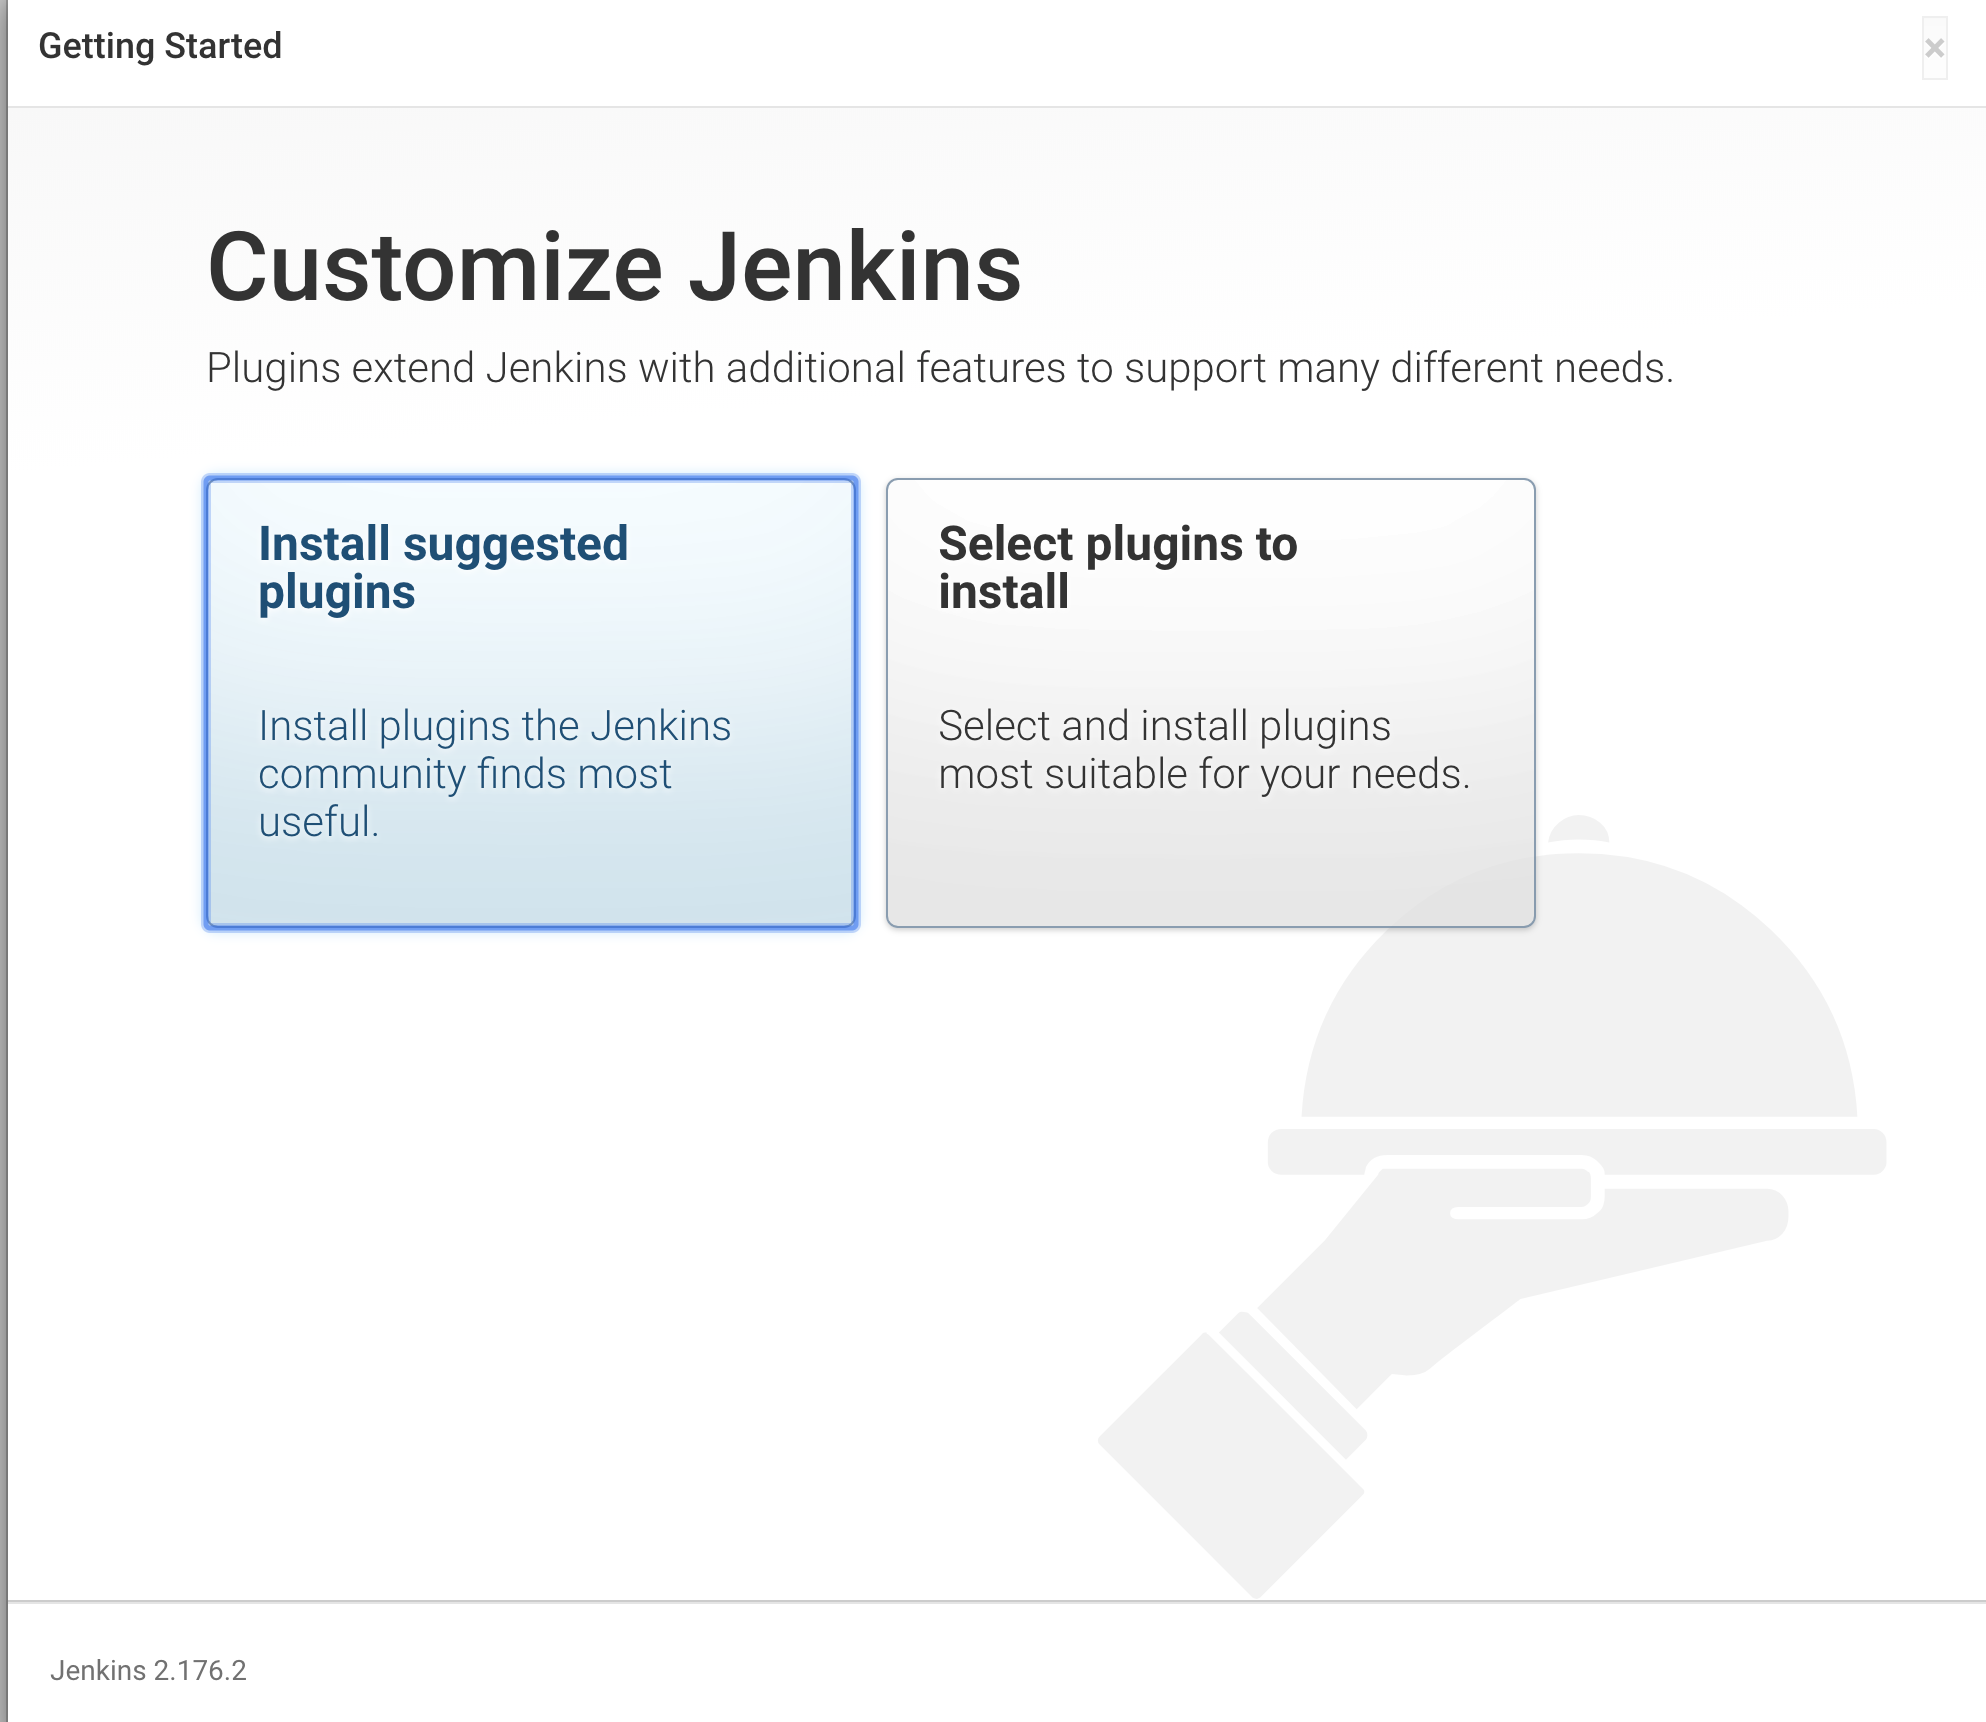 Getting Started
×
Customize Jenkins
Plugins extend Jenkins with additional features to support many different needs.
Install suggested
plugins
Install plugins the Jenkins
community finds most
useful.
Select plugins to
install
Select and install plugins
most suitable for your needs.
Jenkins 2.176.2